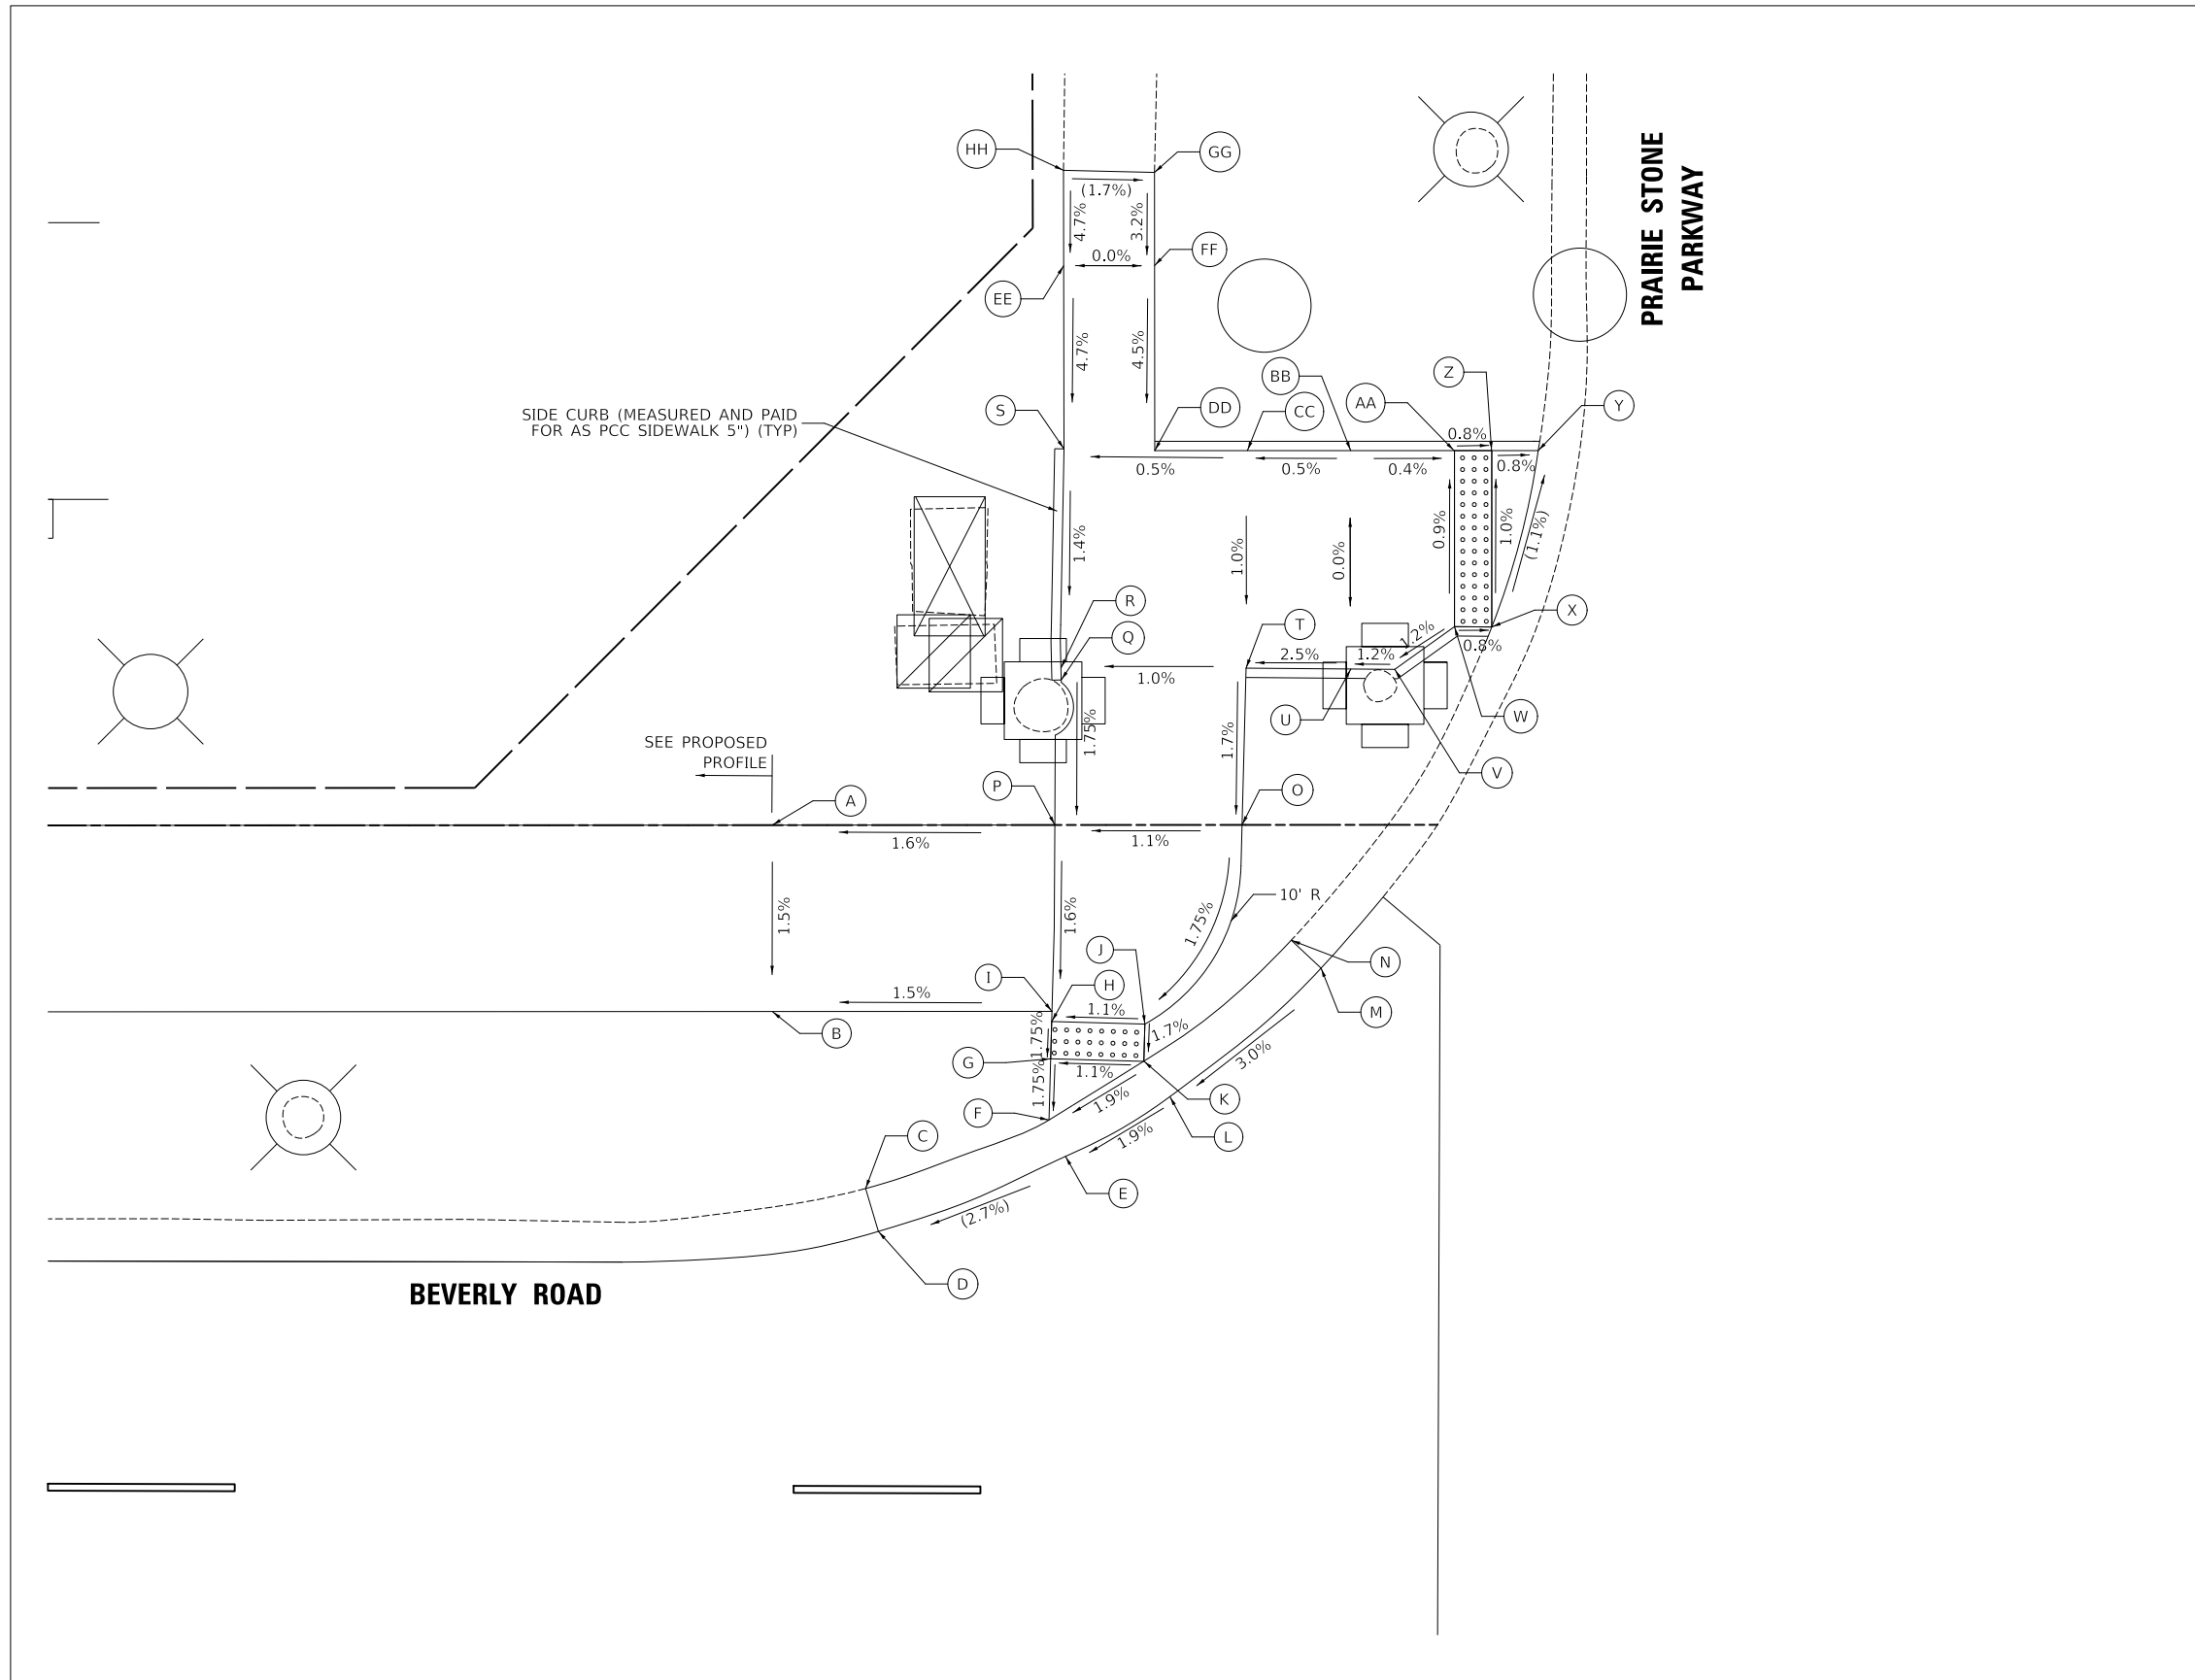 HH
GG
(1.7%)
4.7%
3.2%
0.0%
FF
EE
PRAIRIE STONE
PARKWAY
4.7%
4.5%
SIDE CURB (MEASURED AND PAID
FOR AS PCC SIDEWALK 5") (TYP)
S
DD
CC
BB
AA
Z
Y
0.8%
0.5%
0.5%
0.4%
0.8%
1.4%
1.0%
0.0%
0.9%
1.0%
(1.1%)
R
Q
T
X
1.2%
0.8%
2.5%
1.2%
1.0%
U
W
V
1.75%
1.7%
SEE PROPOSED
PROFILE
A
P
O
1.6%
1.1%
10' R
1.5%
1.6%
1.75%
J
N
I
H
M
1.5%
1.1%
B
1.75%
1.7%
3.0%
G
1.1%
1.75%
K
F
1.9%
L
1.9%
C
E
(2.7%)
D
BEVERLY ROAD